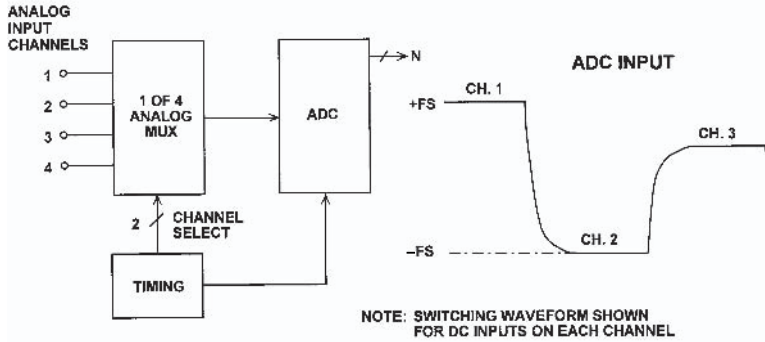 ANALOG
INPUT
CHANNELS
1
2
3
4
1 OF 4
ANALOG
MUX
ADC
N
2
CHANNEL
SELECT
TIMING
ADC INPUT
CH. 1
+FS
CH. 3
CH. 2
–FS
NOTE: SWITCHING WAVEFORM SHOWN
FOR DC INPUTS ON EACH CHANNEL